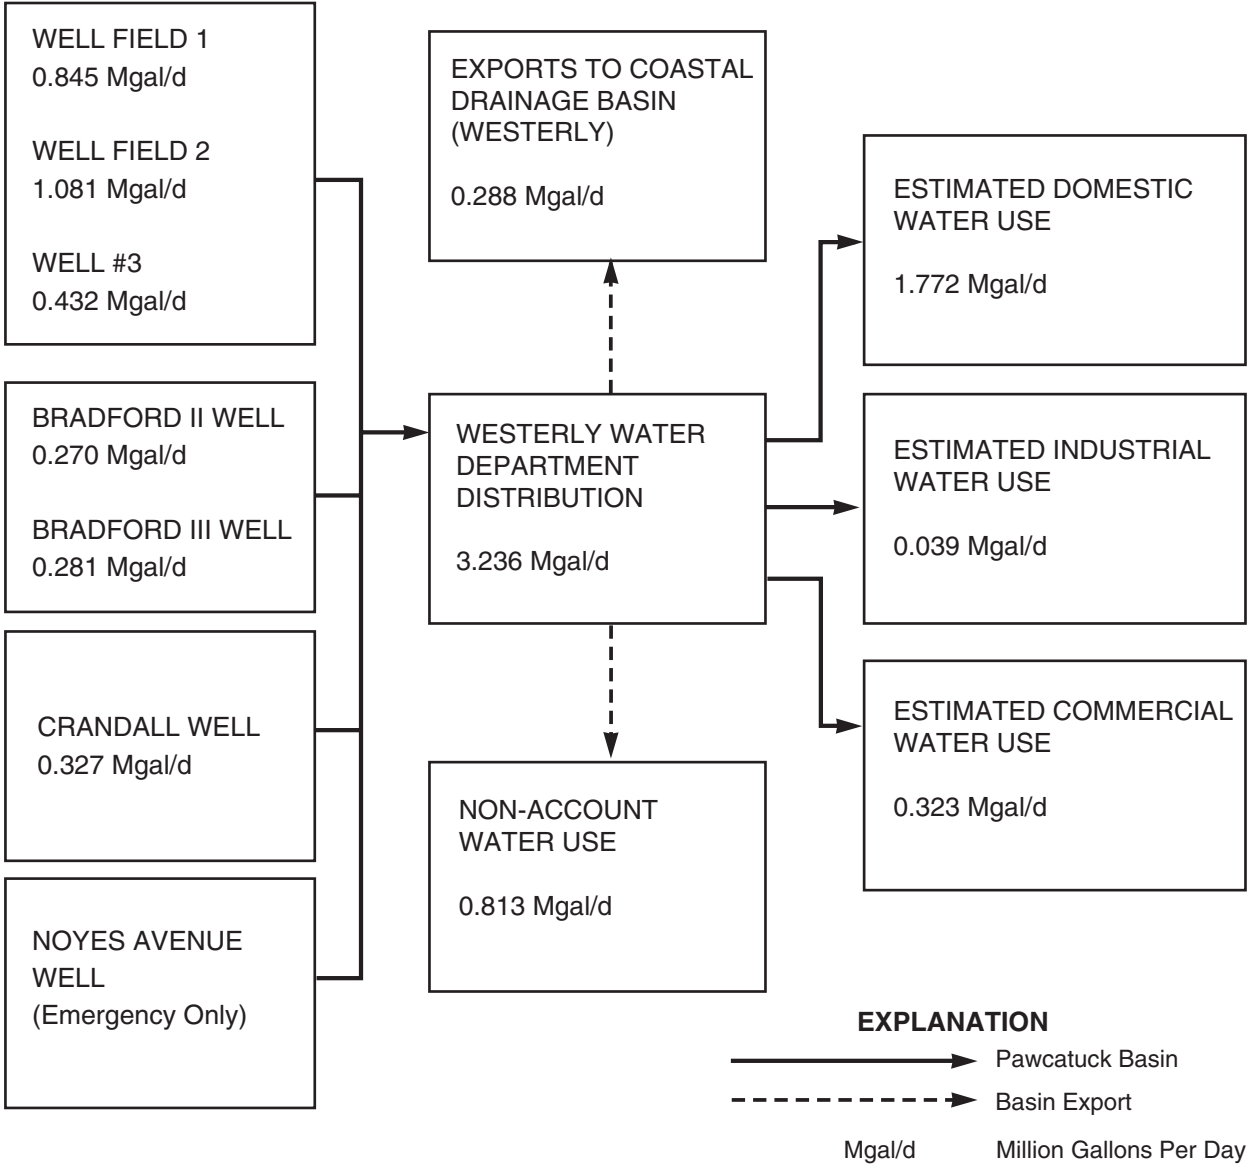 WELL FIELD 1
0.845 Mgal/d
WELL FIELD 2
1.081 Mgal/d
WELL #3
0.432 Mgal/d
BRADFORD II WELL
0.270 Mgal/d
BRADFORD III WELL
0.281 Mgal/d
CRANDALL WELL
0.327 Mgal/d
NOYES AVENUE
WELL
(Emergency Only)
EXPORTS TO COASTAL
DRAINAGE BASIN
(WESTERLY)
0.288 Mgal/d
WESTERLY WATER
DEPARTMENT
DISTRIBUTION
3.236 Mgal/d
NON-ACCOUNT
WATER USE
0.813 Mgal/d
ESTIMATED DOMESTIC
WATER USE
1.772 Mgal/d
ESTIMATED INDUSTRIAL
WATER USE
0.039 Mgal/d
ESTIMATED COMMERCIAL
WATER USE
0.323 Mgal/d
EXPLANATION
Pawcatuck Basin
Basin Export
Mgal/d Million Gallons Per Day